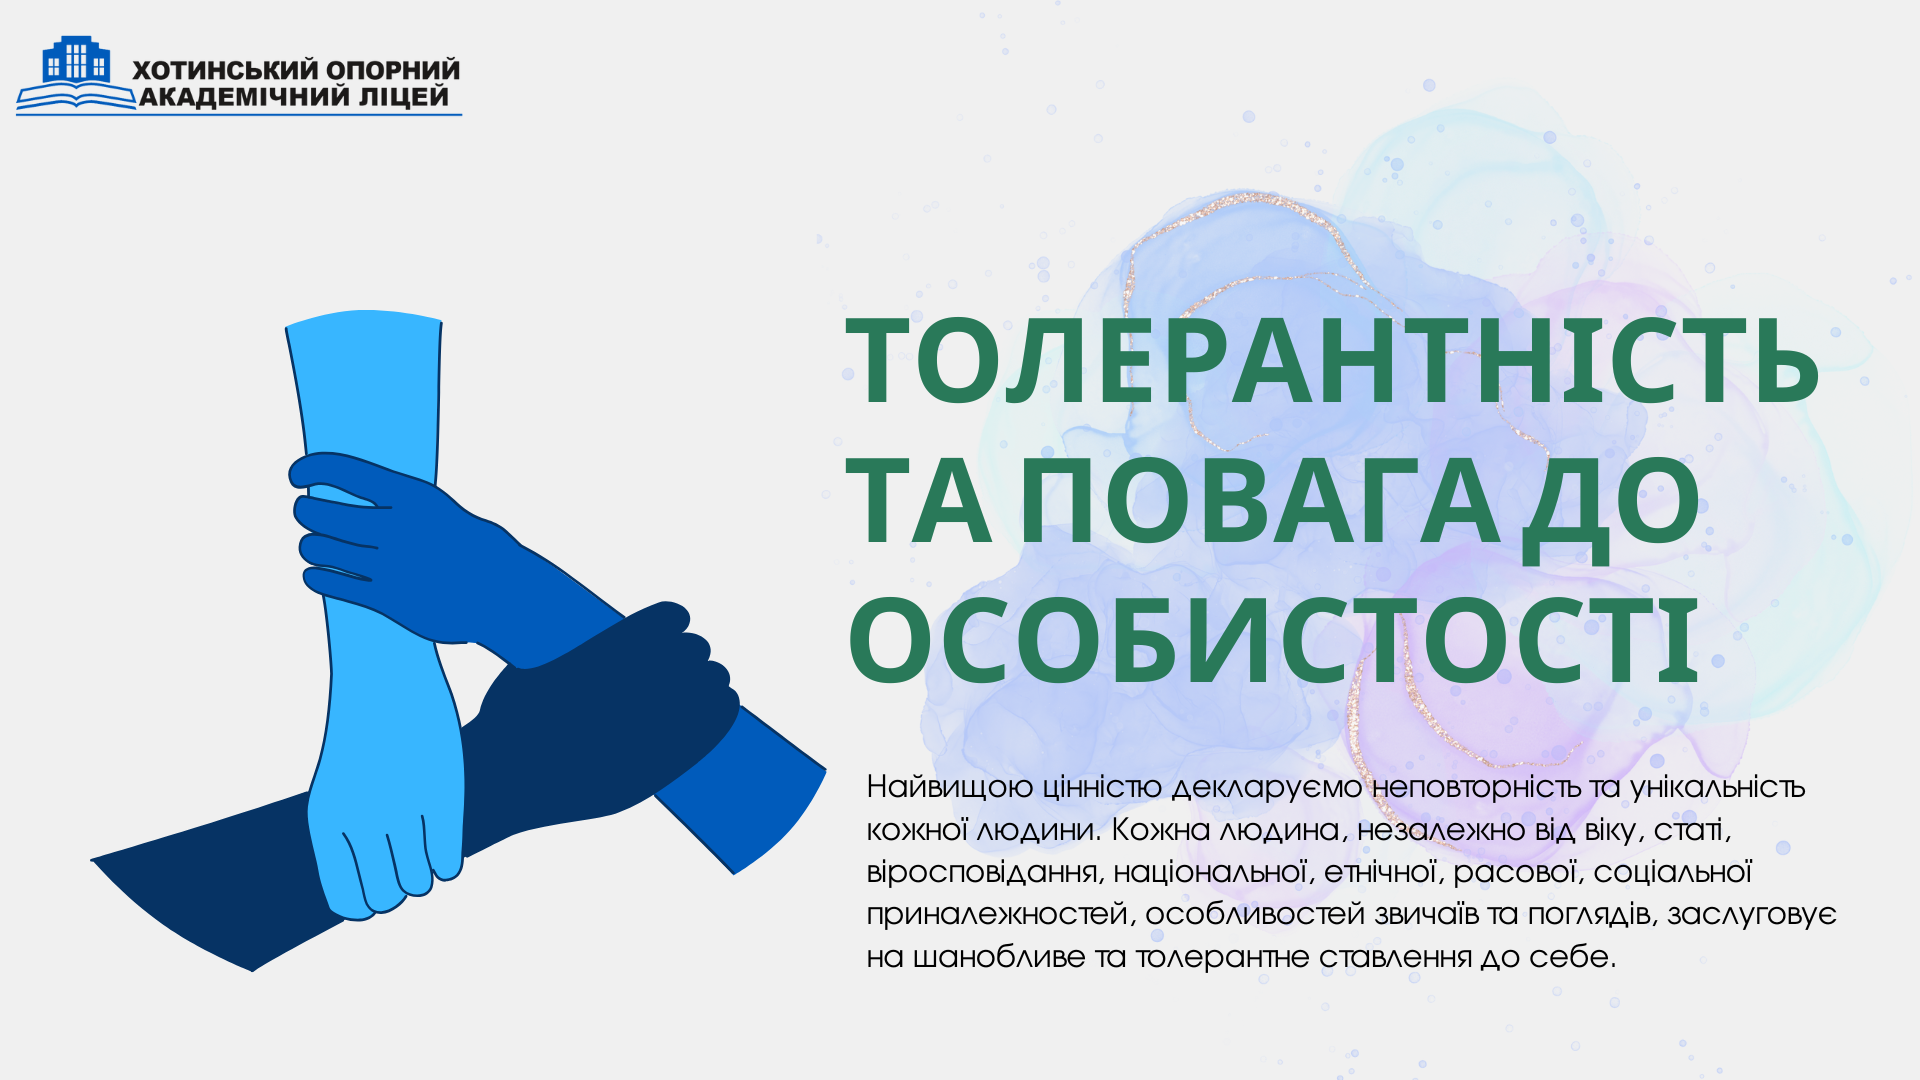 ХОТИНСЬКИЙ ОПОРНИЙ
АКАДЕМІЧНИЙ ЛІЦЕЙ
ТОЛЕРАНТНІСТЬ
ТА ПОВАГА ДО
ОСОБИСТОСТІ
Найвищою цінністю декларуємо неповторність та унікальність
кожної людини. Кожна людина, незалежно від віку, статі,
віросповідання, національної, етнічної, расової, соціальної
приналежностей, особливостей звичаїв та поглядів, заслуговує
на шанобливе та толерантне ставлення до себе.